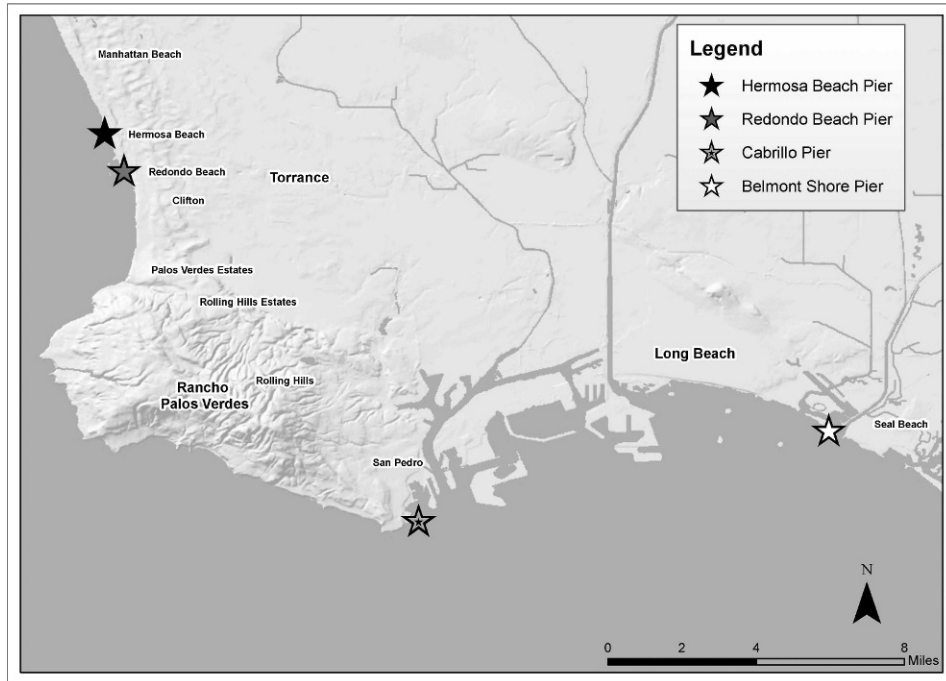 Legend
Hermosa Beach Pier
Redondo Beach Pier
Cabrillo Pier
Belmont Shore Pier
Manhattan Beach
Hermosa Beach
Redondo Beach
Torrance
Clifton
Palos Verdes Estates
Rolling Hills Estates
Long Beach
Rolling Hills
Rancho
Palos Verdes
Seal Beach
San Pedro
N
0 4 8
Miles